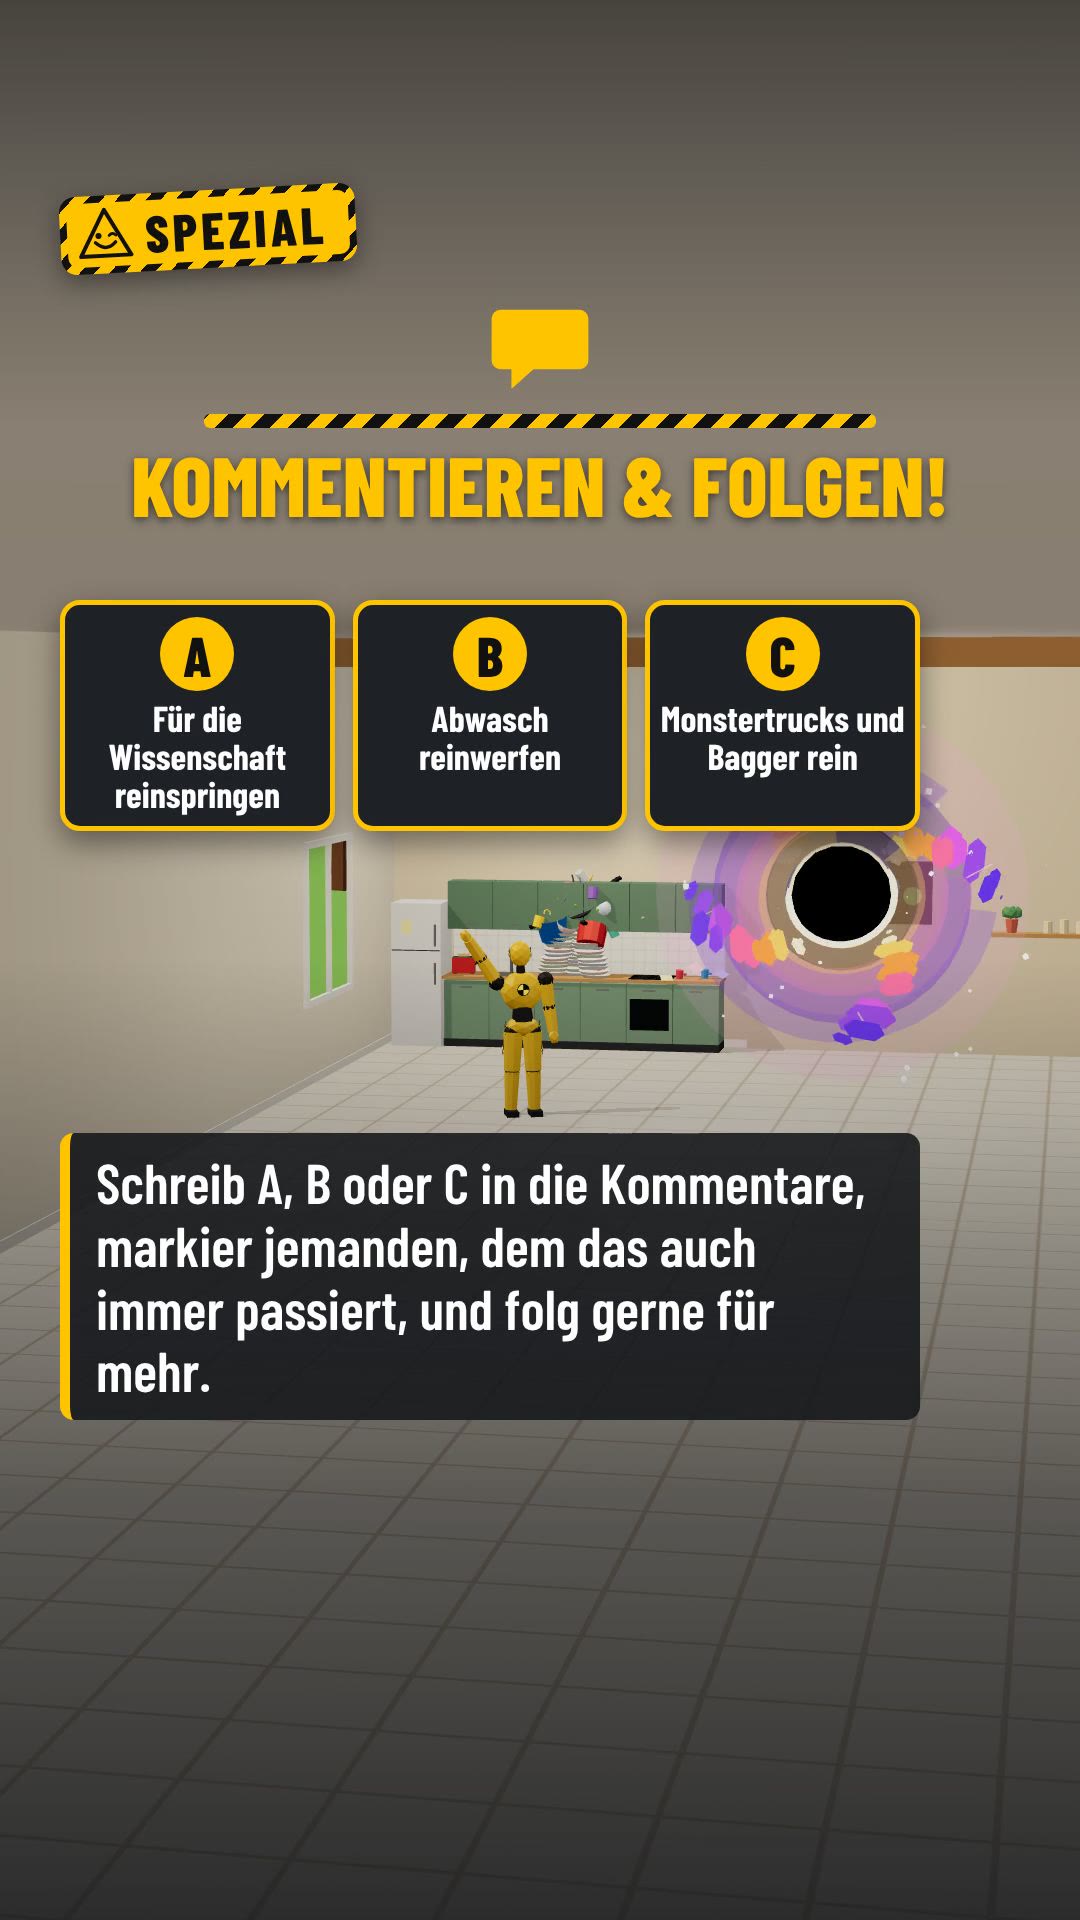 SPEZIAL
KOMMENTIEREN & FOLGEN!
A
Für die
Wissenschaft
reinspringen
B
Abwasch
reinwerfen
C
Monstertrucks und
Bagger rein
Schreib A, B oder C in die Kommentare,
markier jemanden, dem das auch
immer passiert, und folg gerne für
mehr.